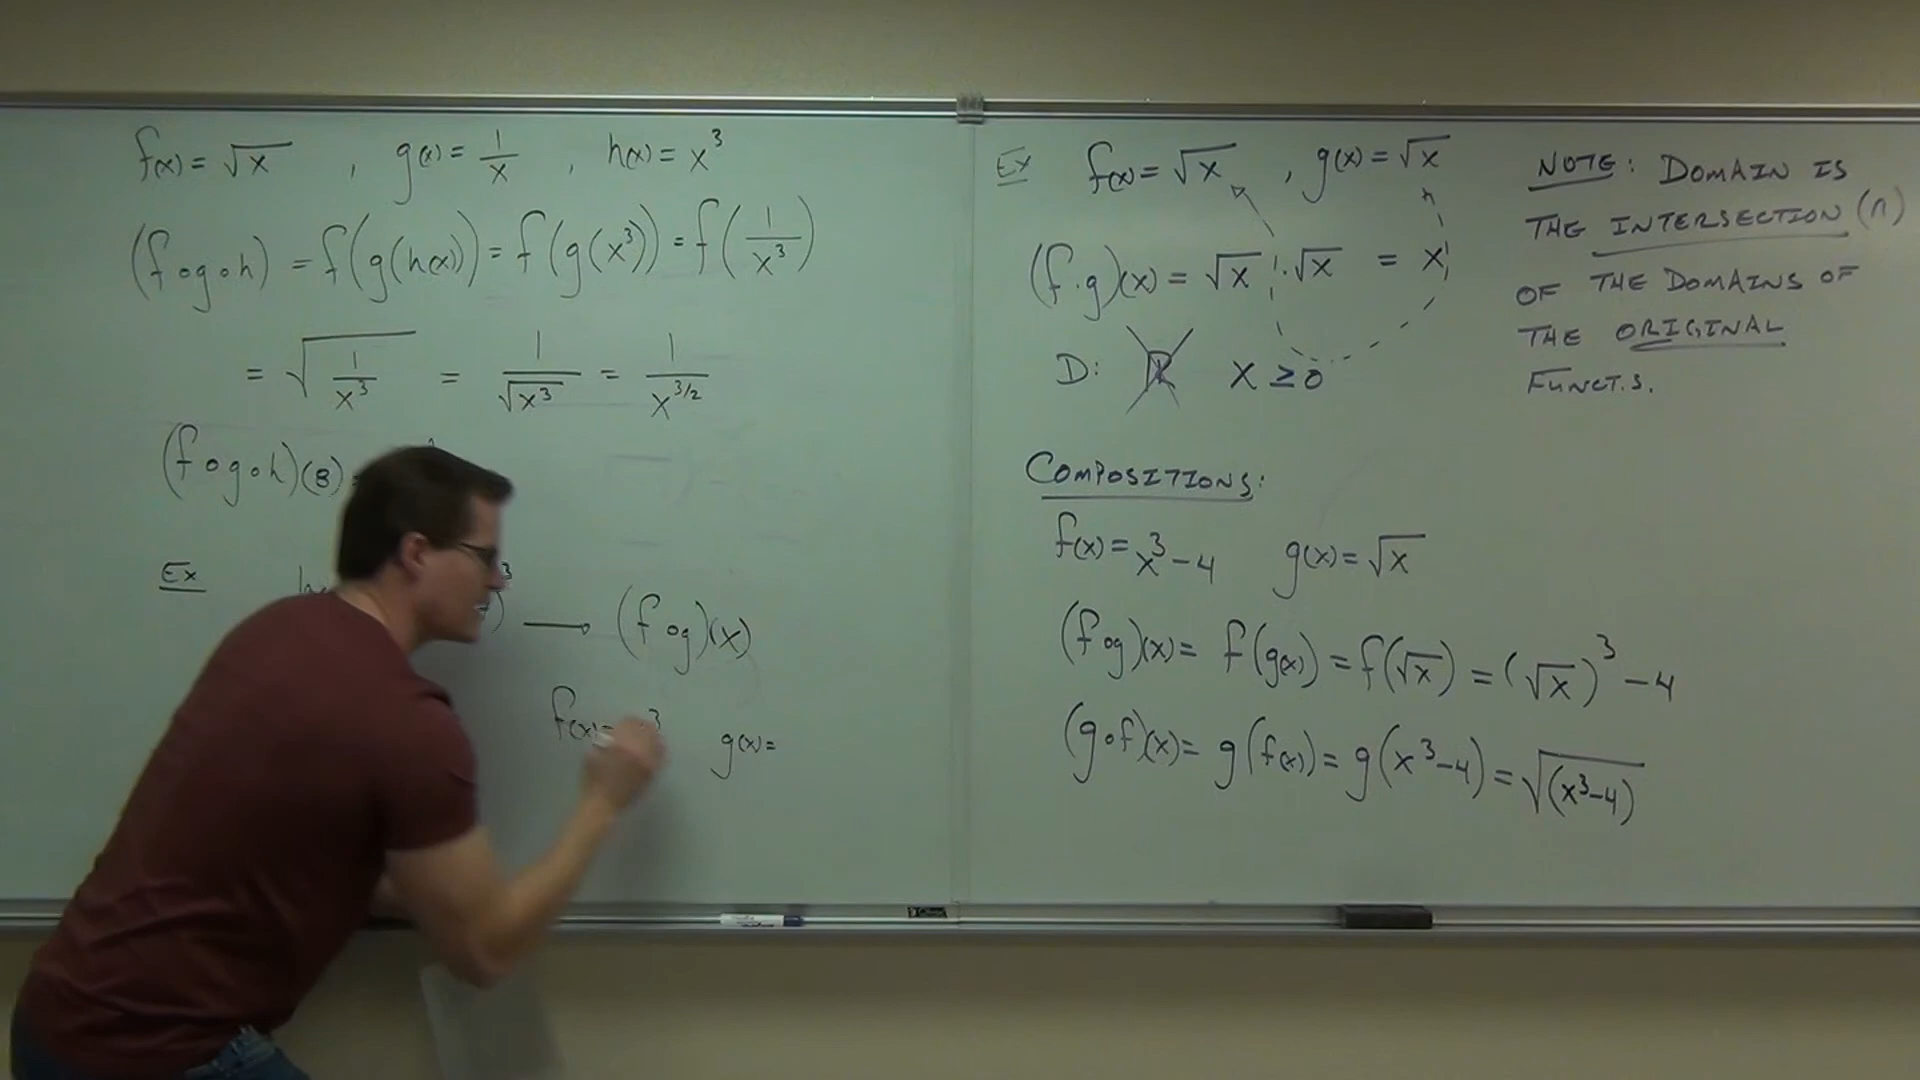 f(x) = √x , g(x) = 1/x , h(x) = x³
(f∘g∘h) = f(g(h(x))) = f(g(x³)) = f(1/x³)
= √(1/x³) = 1/√x³ = 1/x^(3/2)
(f∘g∘h)(8) =
Ex
→ (f∘g)(x)
f(x) = g(x) =
Ex f(x) = √x , g(x) = √x
(f·g)(x) = √x · √x = x
D: ℝ x ≥ 0
NOTE: DOMAIN IS
THE INTERSECTION (∩)
OF THE DOMAINS OF
THE ORIGINAL
FUNCT.S.
COMPOSITIONS:
f(x) = x³ - 4 g(x) = √x
(f∘g)(x) = f(g(x)) = f(√x) = (√x)³ - 4
(g∘f)(x) = g(f(x)) = g(x³-4) = √(x³-4)